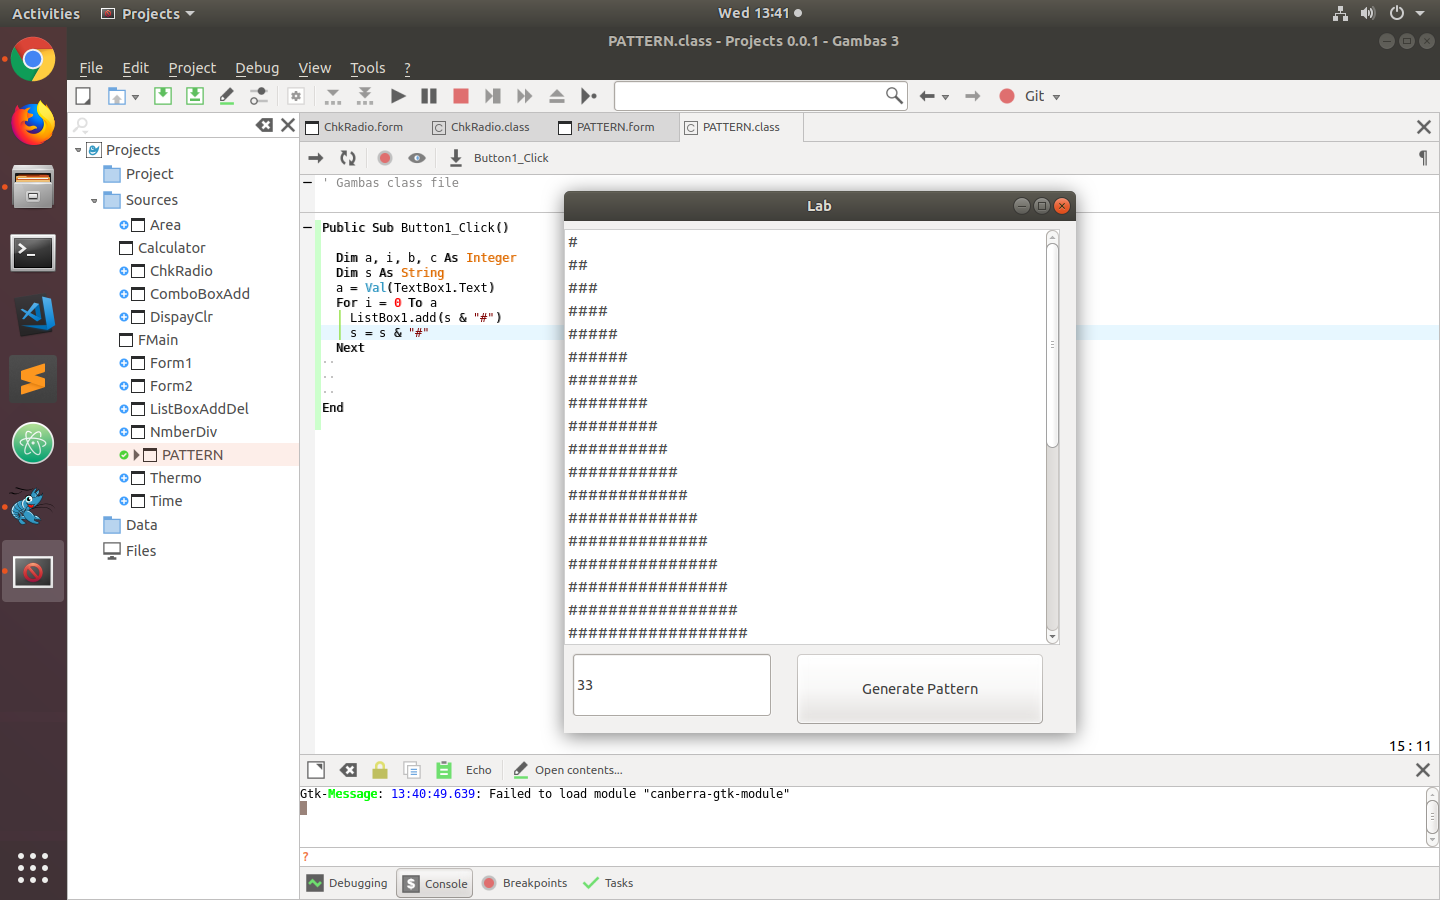 Activities Projects Wed 13:41
PATTERN.class - Projects 0.0.1 - Gambas 3
File Edit Project Debug View Tools ?
Git
ChkRadio.form ChkRadio.class PATTERN.form PATTERN.class
Button1_Click
Projects
Project
Sources
Area
Calculator
ChkRadio
ComboBoxAdd
DispayClr
FMain
Form1
Form2
ListBoxAddDel
NmberDiv
PATTERN
Thermo
Time
Data
Files
' Gambas class file
Public Sub Button1_Click()
Dim a, i, b, c As Integer
Dim s As String
a = Val(TextBox1.Text)
For i = 0 To a
ListBox1.add(s & "#")
s = s & "#"
Next
End
Lab
#
##
###
####
#####
######
#######
########
#########
##########
###########
############
#############
##############
###############
################
#################
##################
33
Generate Pattern
15:11
Echo Open contents...
Gtk-Message: 13:40:49.639: Failed to load module "canberra-gtk-module"
?
Debugging Console Breakpoints Tasks